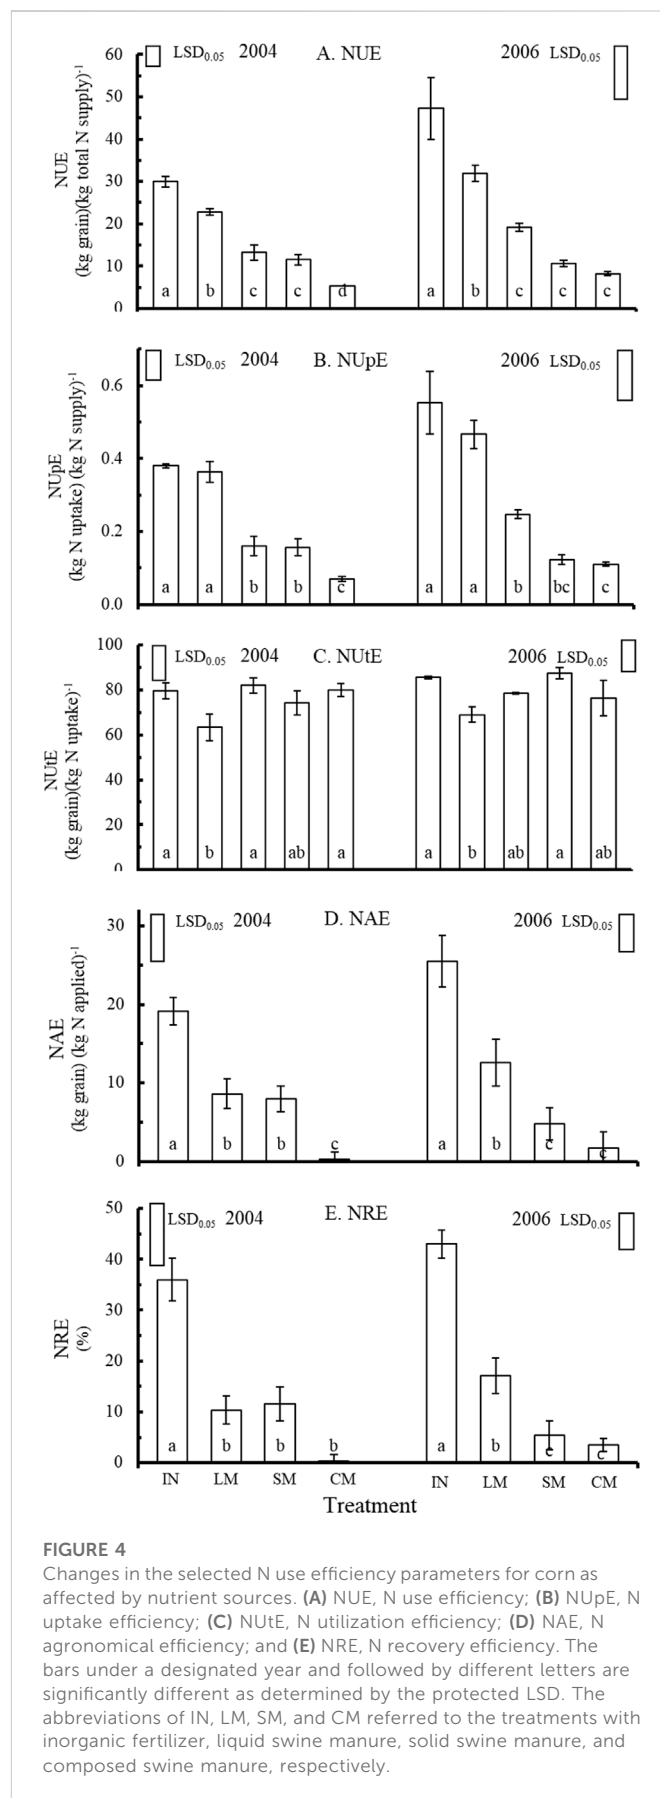 60
LSD0.05 2004 A. NUE 2006 LSD0.05
50
40
30
20
10
0
NUE
(kg grain)(kg total N supply)-1
a b c c d a b c c c
LSD0.05 2004 B. NUpE 2006 LSD0.05
0.6
0.4
0.2
0.0
NUpE
(kg N uptake) (kg N supply)-1
a a b b c a a b bc c
100
LSD0.05 2004 C. NUtE 2006 LSD0.05
80
60
40
20
0
NUtE
(kg grain)(kg N uptake)-1
a b a ab a a b ab a ab
LSD0.05 2004 D. NAE 2006 LSD0.05
30
20
10
0
NAE
(kg grain) (kg N applied)-1
a b b c a b c c
50
LSD0.05 2004 E. NRE 2006 LSD0.05
40
30
20
10
0
NRE
(%)
a b b b a b c c
IN LM SM CM IN LM SM CM
Treatment
FIGURE 4
Changes in the selected N use efficiency parameters for corn as
affected by nutrient sources. (A) NUE, N use efficiency; (B) NUpE, N
uptake efficiency; (C) NUtE, N utilization efficiency; (D) NAE, N
agronomical efficiency; and (E) NRE, N recovery efficiency. The
bars under a designated year and followed by different letters are
significantly different as determined by the protected LSD. The
abbreviations of IN, LM, SM, and CM referred to the treatments with
inorganic fertilizer, liquid swine manure, solid swine manure, and
composed swine manure, respectively.